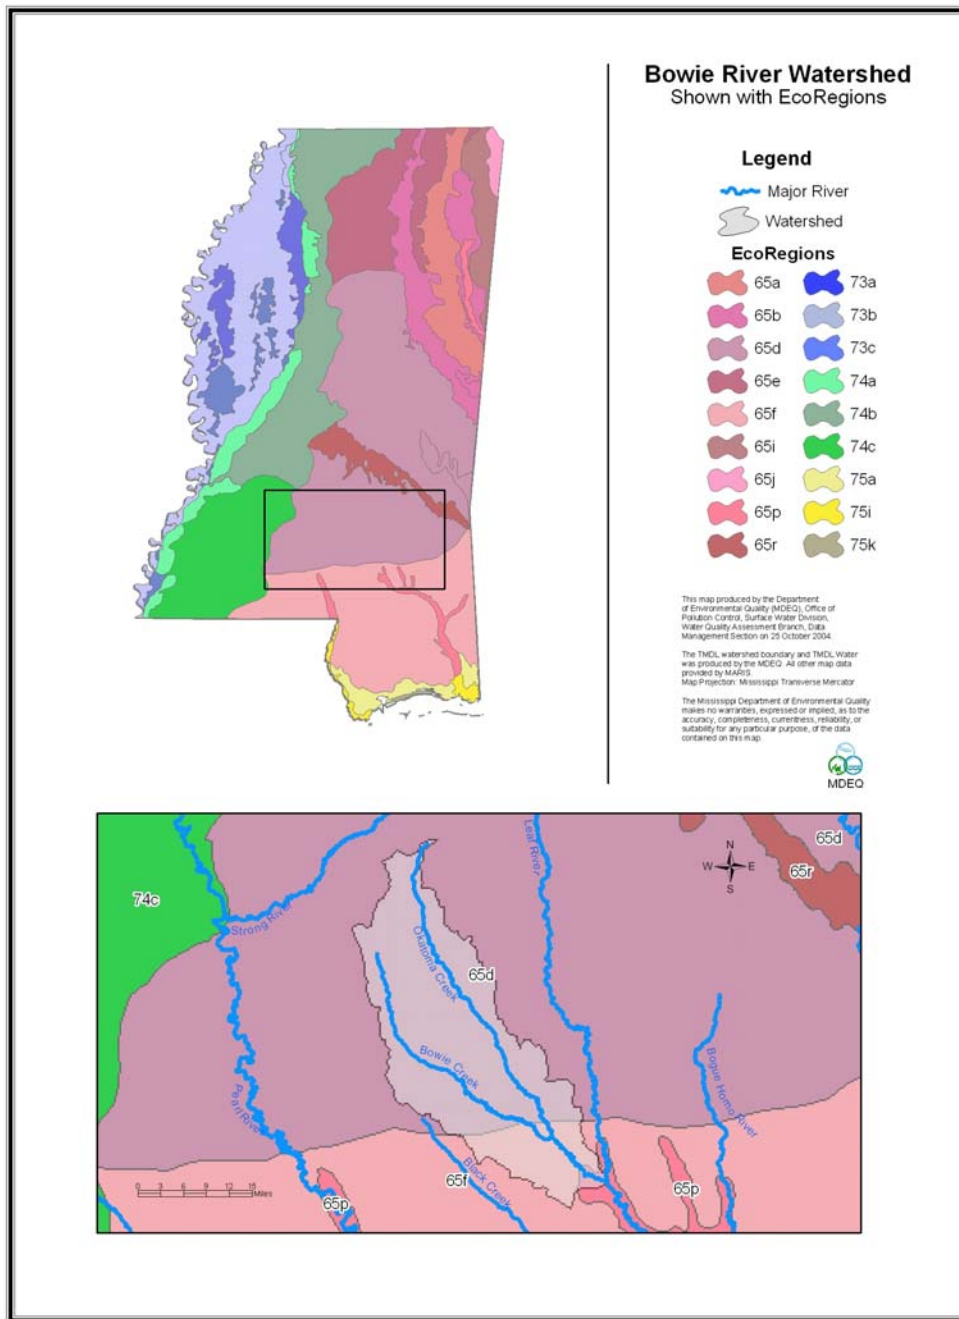 Bowie River Watershed
Shown with EcoRegions
Legend
Major River
Watershed
EcoRegions
65a 73a
65b 73b
65d 73c
65e 74a
65f 74b
65i 74c
65j 75a
65p 75i
65r 75k
This map produced by the Department
of Environmental Quality (MDEQ), Office of
Pollution Control, Surface Water Division,
Water Quality Assessment Branch, Data
Management Section on 25 October 2004.
The TMDL watershed boundary and TMDL Water
was produced by the MDEQ. All other map data
provided by MARIS.
Map Projection: Mississippi Transverse Mercator
The Mississippi Department of Environmental Quality
makes no warranties, expressed or implied, as to the
accuracy, completeness, currentness, reliability, or
suitability for any particular purpose, of the data
contained on this map.
MDEQ
Leaf River
N
W E
S
65d
65r
74c
Strong River
Okatoma Creek
65d
Bowie Creek
Bogue Homo River
Pearl River
Black Creek
65f
65p
65p
0 3 6 9 12 15
Miles